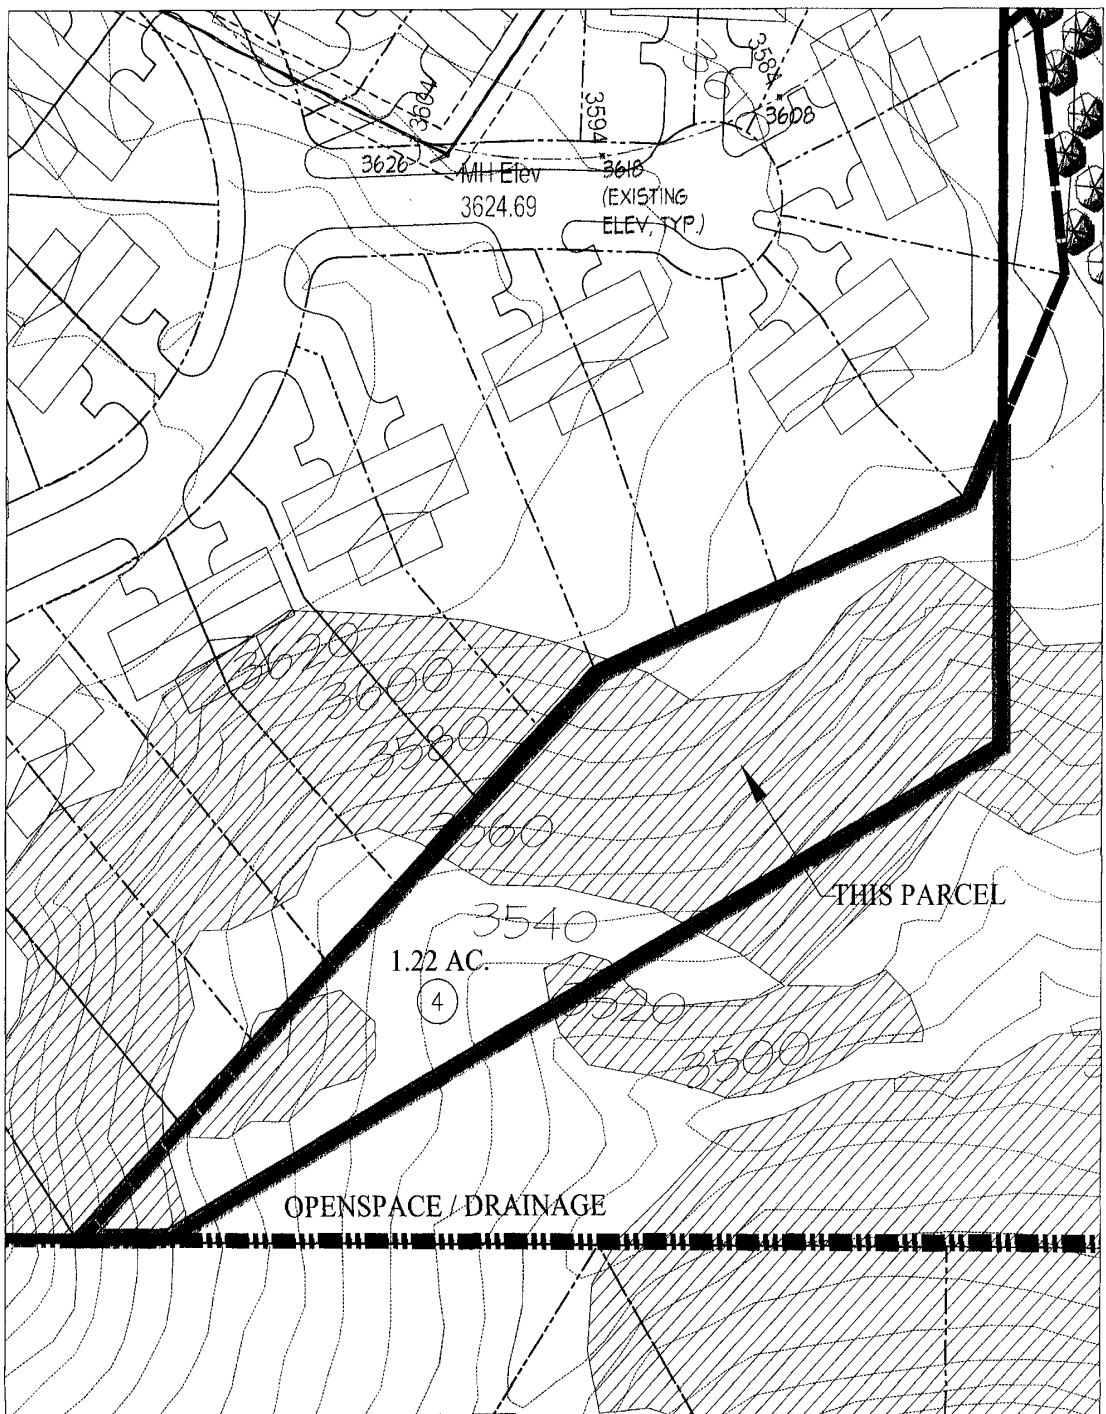 3604
3594
3584
3608
3626
MH Elev
3624.69
3618
(EXISTING
ELEV, TYP.)
3620
3600
3580
3560
THIS PARCEL
3540
1.22 AC.
4
3520
3500
OPENSPACE / DRAINAGE